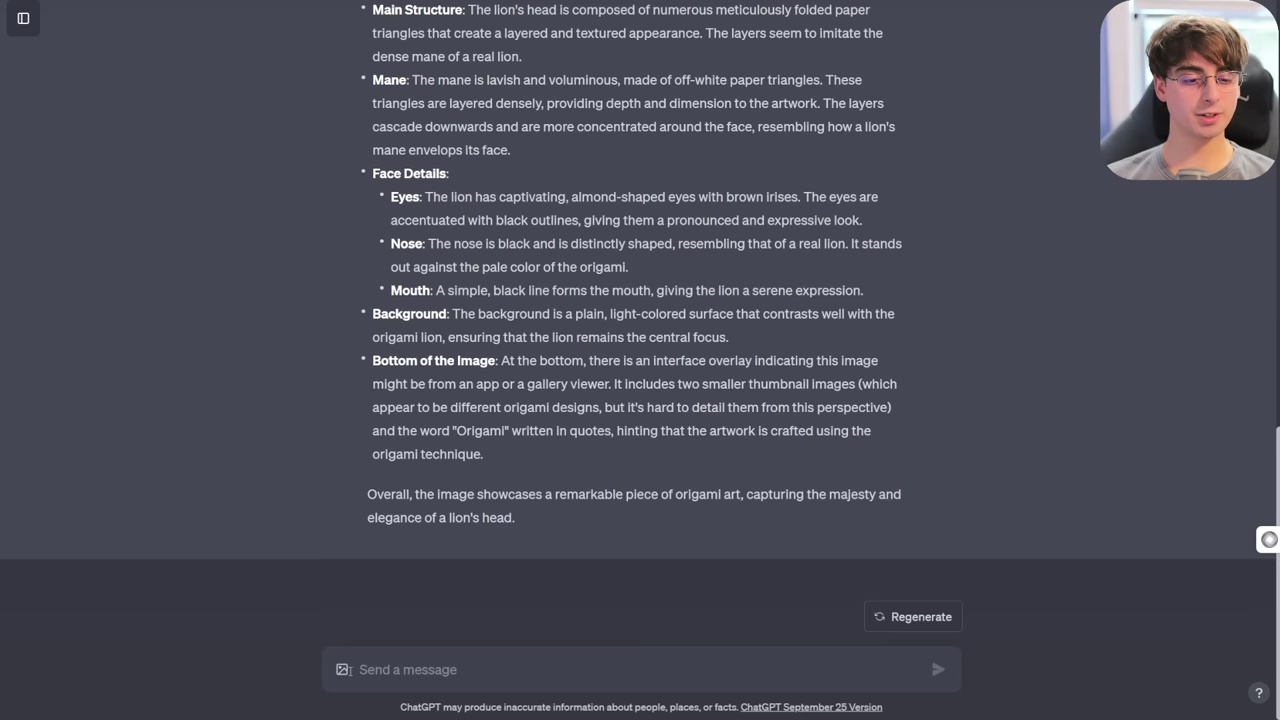 Main Structure: The lion's head is composed of numerous meticulously folded paper
triangles that create a layered and textured appearance. The layers seem to imitate the
dense mane of a real lion.
Mane: The mane is lavish and voluminous, made of off-white paper triangles. These
triangles are layered densely, providing depth and dimension to the artwork. The layers
cascade downwards and are more concentrated around the face, resembling how a lion's
mane envelops its face.
Face Details:
Eyes: The lion has captivating, almond-shaped eyes with brown irises. The eyes are
accentuated with black outlines, giving them a pronounced and expressive look.
Nose: The nose is black and is distinctly shaped, resembling that of a real lion. It stands
out against the pale color of the origami.
Mouth: A simple, black line forms the mouth, giving the lion a serene expression.
Background: The background is a plain, light-colored surface that contrasts well with the
origami lion, ensuring that the lion remains the central focus.
Bottom of the Image: At the bottom, there is an interface overlay indicating this image
might be from an app or a gallery viewer. It includes two smaller thumbnail images (which
appear to be different origami designs, but it's hard to detail them from this perspective)
and the word "Origami" written in quotes, hinting that the artwork is crafted using the
origami technique.
Overall, the image showcases a remarkable piece of origami art, capturing the majesty and
elegance of a lion's head.
Regenerate
Send a message
ChatGPT may produce inaccurate information about people, places, or facts. ChatGPT September 25 Version
?